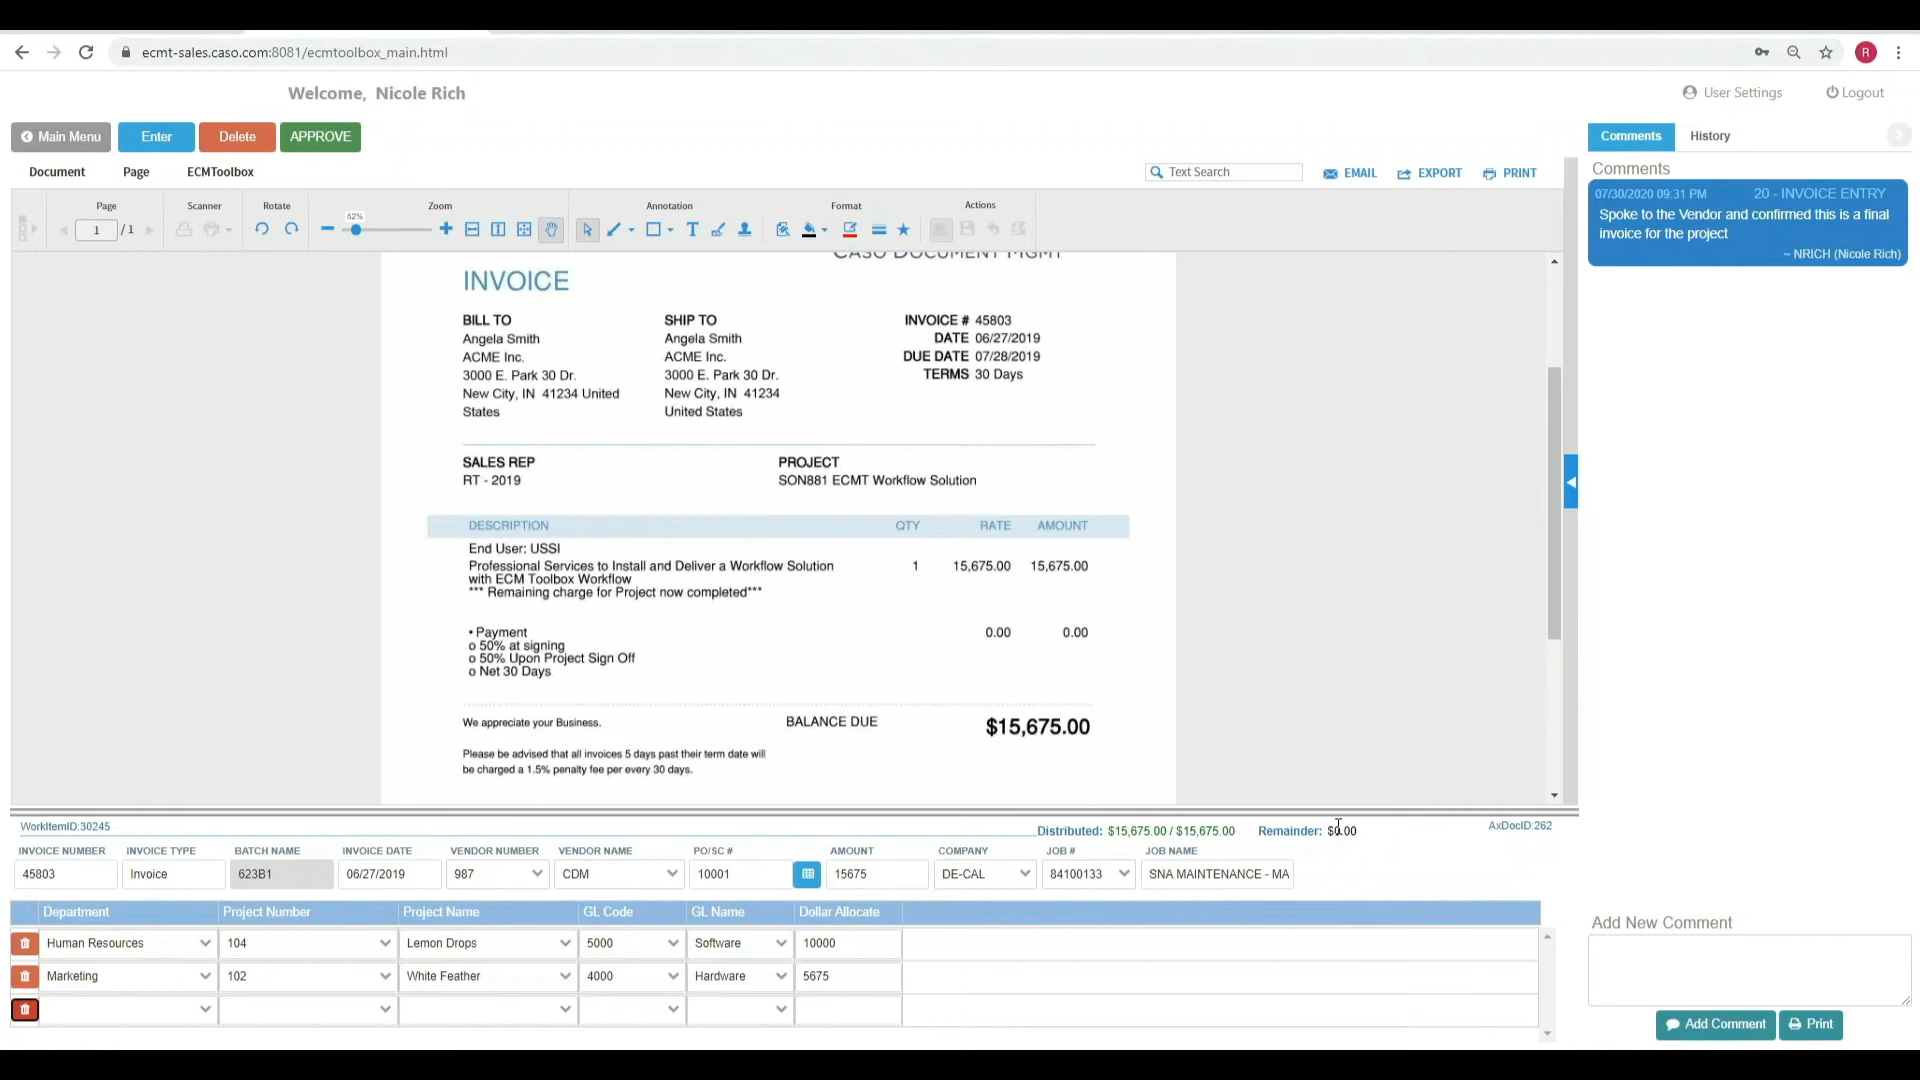 ecmt-sales.caso.com:8081/ecmtoolbox_main.html
R
Welcome, Nicole Rich
User Settings
Logout
Main Menu
Enter
Delete
APPROVE
Comments
History
Document
Page
ECMToolbox
Text Search
EMAIL
EXPORT
PRINT
Page
Scanner
Rotate
Zoom
Annotation
Format
Actions
1
/ 1
52%
T
CASO DOCUMENT MGMT
INVOICE
BILL TO
Angela Smith
ACME Inc.
3000 E. Park 30 Dr.
New City, IN 41234 United
States
SHIP TO
Angela Smith
ACME Inc.
3000 E. Park 30 Dr.
New City, IN 41234
United States
INVOICE # 45803
DATE 06/27/2019
DUE DATE 07/28/2019
TERMS 30 Days
SALES REP
RT - 2019
PROJECT
SON881 ECMT Workflow Solution
DESCRIPTION QTY RATE AMOUNT
End User: USSI
Professional Services to Install and Deliver a Workflow Solution 1 15,675.00 15,675.00
with ECM Toolbox Workflow
*** Remaining charge for Project now completed***
• Payment 0.00 0.00
o 50% at signing
o 50% Upon Project Sign Off
o Net 30 Days
We appreciate your Business.
BALANCE DUE $15,675.00
Please be advised that all invoices 5 days past their term date will
be charged a 1.5% penalty fee per every 30 days.
Comments
07/30/2020 09:31 PM 20 - INVOICE ENTRY
Spoke to the Vendor and confirmed this is a final
invoice for the project
~ NRICH (Nicole Rich)
WorkItemID:30245
Distributed: $15,675.00 / $15,675.00 Remainder: $0.00
AxDocID:262
INVOICE NUMBER INVOICE TYPE BATCH NAME INVOICE DATE VENDOR NUMBER VENDOR NAME PO/SC # AMOUNT COMPANY JOB # JOB NAME
45803 Invoice 623B1 06/27/2019 987 CDM 10001 15675 DE-CAL 84100133 SNA MAINTENANCE - MA
Department Project Number Project Name GL Code GL Name Dollar Allocate
Human Resources 104 Lemon Drops 5000 Software 10000
Marketing 102 White Feather 4000 Hardware 5675
Add New Comment
Add Comment
Print